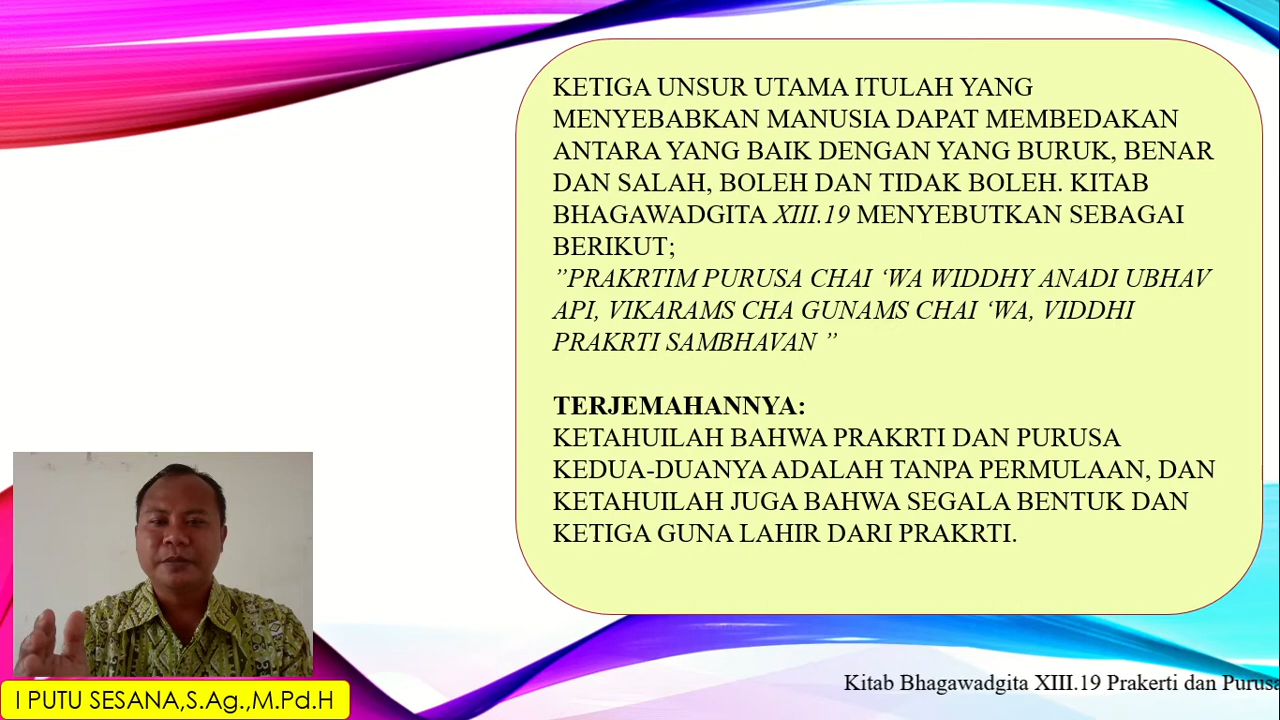 KETIGA UNSUR UTAMA ITULAH YANG
MENYEBABKAN MANUSIA DAPAT MEMBEDAKAN
ANTARA YANG BAIK DENGAN YANG BURUK, BENAR
DAN SALAH, BOLEH DAN TIDAK BOLEH. KITAB
BHAGAWADGITA XIII.19 MENYEBUTKAN SEBAGAI
BERIKUT;
”PRAKRTIM PURUSA CHAI ‘WA WIDDHY ANADI UBHAV
API, VIKARAMS CHA GUNAMS CHAI ‘WA, VIDDHI
PRAKRTI SAMBHAVAN ”
TERJEMAHANNYA:
KETAHUILAH BAHWA PRAKRTI DAN PURUSA
KEDUA-DUANYA ADALAH TANPA PERMULAAN, DAN
KETAHUILAH JUGA BAHWA SEGALA BENTUK DAN
KETIGA GUNA LAHIR DARI PRAKRTI.
I PUTU SESANA,S.Ag.,M.Pd.H
Kitab Bhagawadgita XIII.19 Prakerti dan Purusa